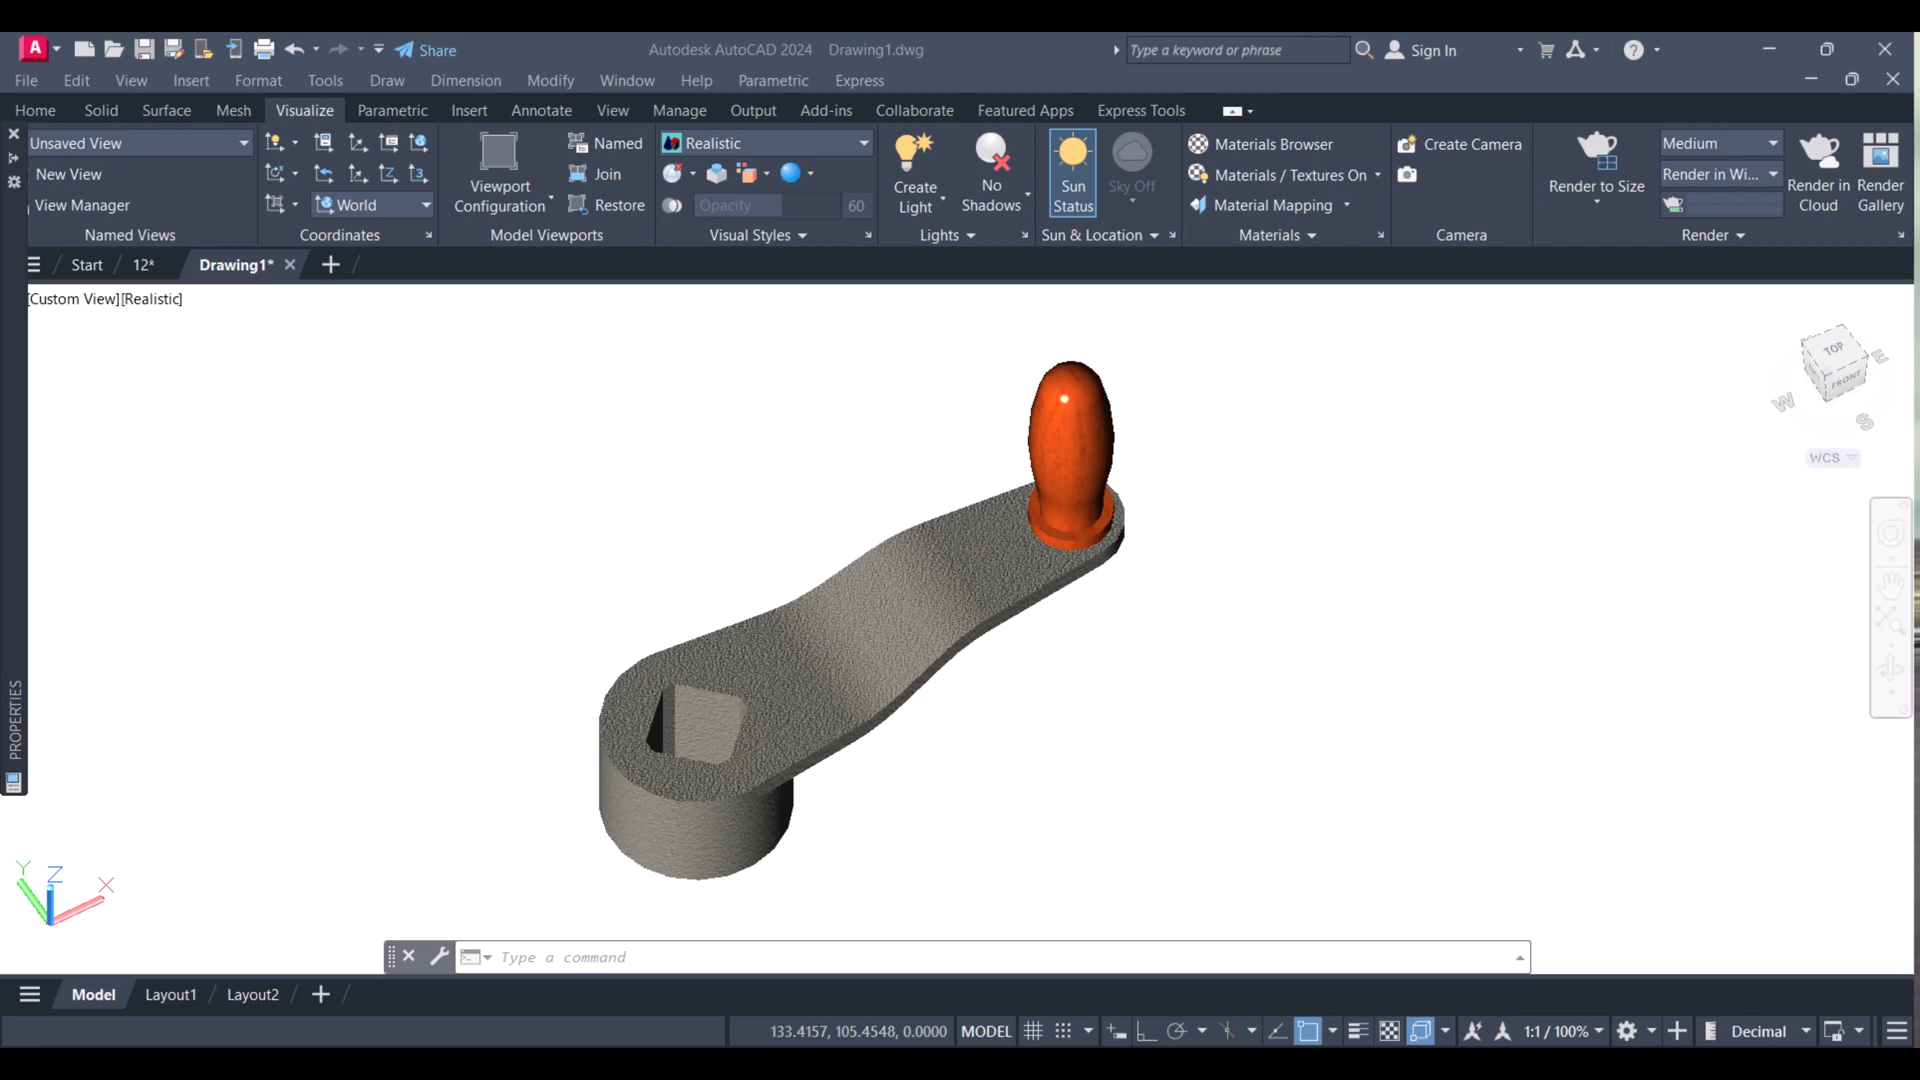 A Share Autodesk AutoCAD 2024 Drawing1.dwg Type a keyword or phrase Sign In
File Edit View Insert Format Tools Draw Dimension Modify Window Help Parametric Express
Home Solid Surface Mesh Visualize Parametric Insert Annotate View Manage Output Add-ins Collaborate Featured Apps Express Tools
Unsaved View Named Realistic Materials Browser Create Camera Medium
New View Join Materials / Textures On Render in Wi...
Viewport Configuration Create Light No Shadows Sun Status Sky Off Render to Size Render in Cloud Render Gallery
View Manager World Restore Opacity 60 Material Mapping
Named Views Coordinates Model Viewports Visual Styles Lights Sun & Location Materials Camera Render
Start 12* Drawing1*
[Custom View][Realistic]
TOP
E
FRONT
W
S
WCS
PROPERTIES
Y Z X
Type a command
Model Layout1 Layout2
133.4157, 105.4548, 0.0000 MODEL 1:1 / 100% Decimal